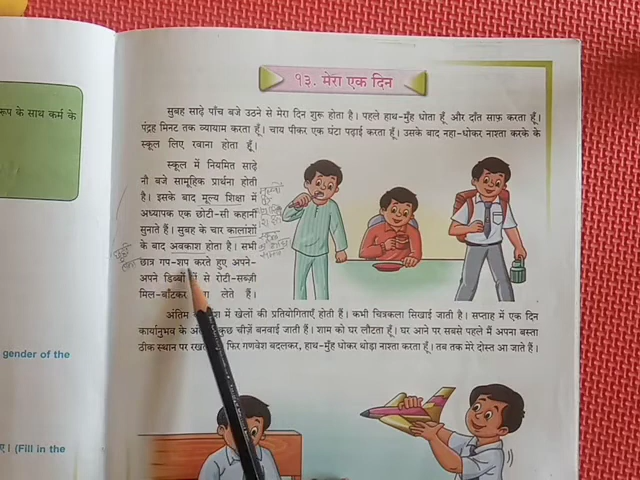 रूप के साथ कर्म के
gender of the
ए। (Fill in the
१३. मेरा एक दिन
सुबह साढ़े पाँच बजे उठने से मेरा दिन शुरू होता है। पहले हाथ-मुँह धोता हूँ और दाँत साफ़ करता हूँ।
पंद्रह मिनट तक व्यायाम करता हूँ। चाय पीकर एक घंटा पढ़ाई करता हूँ। उसके बाद नहा-धोकर नाश्ता करके के
स्कूल लिए रवाना होता हूँ।
स्कूल में नियमित साढ़े
नौ बजे सामूहिक प्रार्थना होती
है। इसके बाद मूल्य शिक्षा में
अध्यापक एक छोटी-सी कहानी
सुनाते हैं। सुबह के चार कालांशों
के बाद अवकाश होता है। सभी
छात्र गप-शप करते हुए अपने-
अपने डिब्बों में से रोटी-सब्ज़ी
मिल-बाँटकर लेते हैं।
अंतिम में खेलों की प्रतियोगिताएँ होती हैं। कभी चित्रकला सिखाई जाती है। सप्ताह में एक दिन
कार्यानुभव के कुछ चीज़ें बनवाई जाती हैं। शाम को घर लौटता हूँ। घर आने पर सबसे पहले मैं अपना बस्ता
ठीक स्थान पर फिर गणवेश बदलकर, हाथ-मुँह धोकर थोड़ा नाश्ता करता हूँ। तब तक मेरे दोस्त आ जाते हैं।